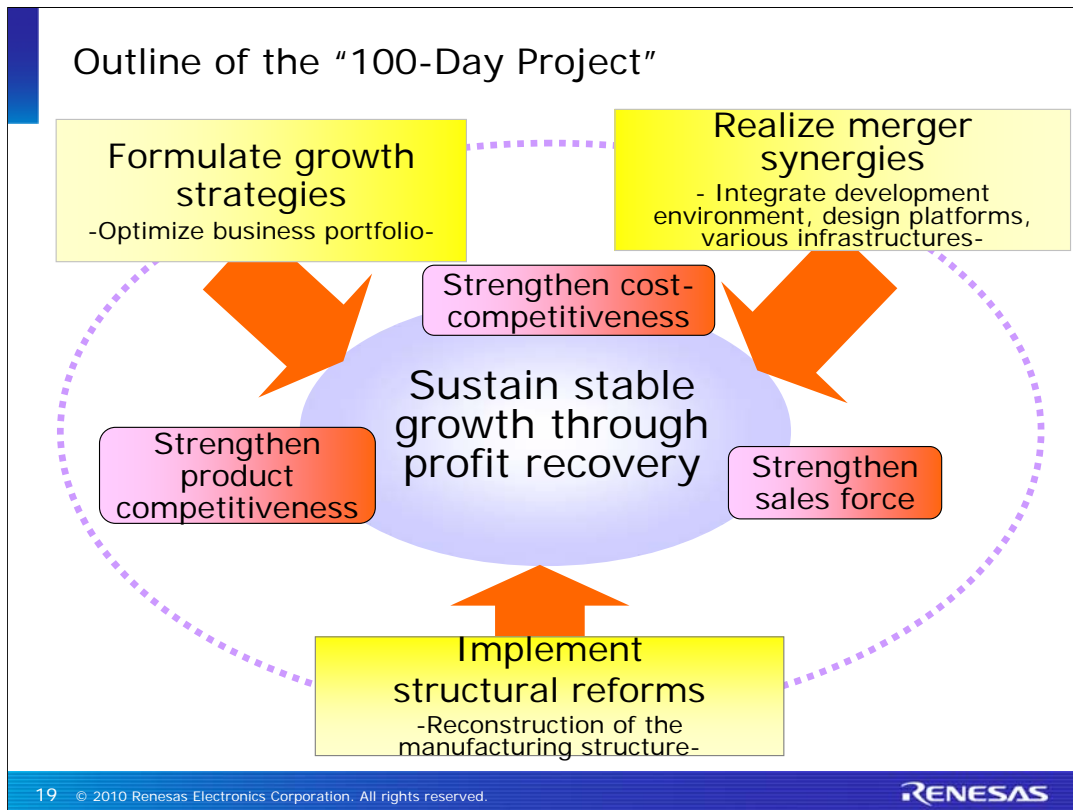 Outline of the “100-Day Project”
Formulate growth
strategies
-Optimize business portfolio-
Realize merger
synergies
- Integrate development
environment, design platforms,
various infrastructures-
Strengthen cost-
competitiveness
Sustain stable
growth through
profit recovery
Strengthen
product
competitiveness
Strengthen
sales force
Implement
structural reforms
-Reconstruction of the
manufacturing structure-
19 © 2010 Renesas Electronics Corporation. All rights reserved.
RENESAS